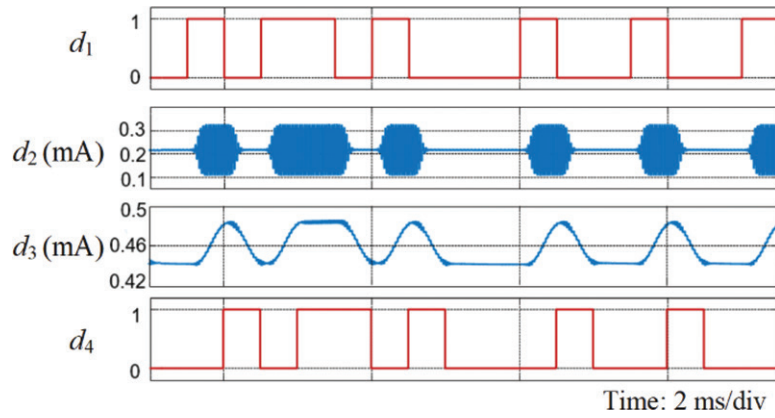 d₁
1
0
d₂ (mA)
0.3
0.2
0.1
d₃ (mA)
0.5
0.46
0.42
d₄
1
0
Time: 2 ms/div